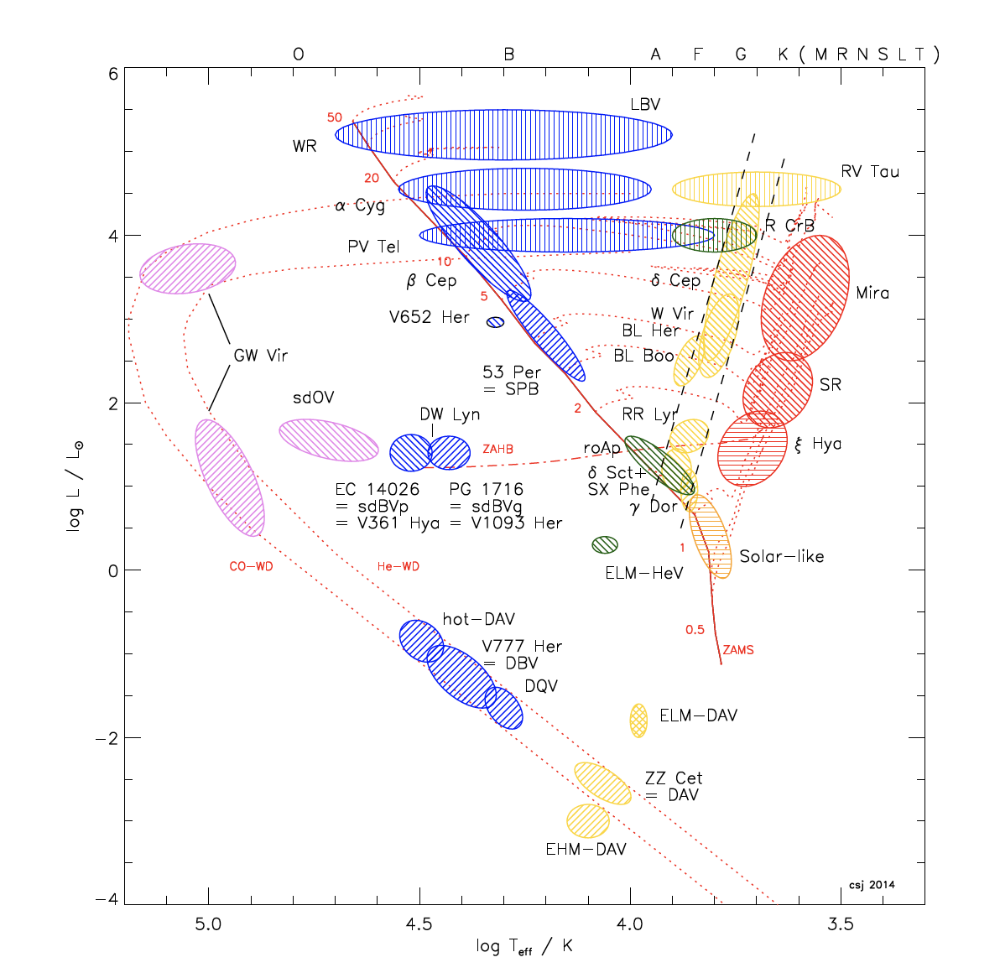 O B A F G K ( M R N S L T )
6
50
LBV
WR
20
RV Tau
α Cyg
4
R CrB
PV Tel
10
β Cep
δ Cep
5
Mira
V652 Her
W Vir
BL Her
GW Vir
BL Boo
53 Per
= SPB
SR
sdOV
2
2
DW Lyn
RR Lyr
ZAHB
roAp
ξ Hya
δ Sct+
SX Phe
EC 14026
= sdBVp
= V361 Hya
PG 1716
= sdBVg
= V1093 Her
γ Dor
1
Solar-like
0
CO-WD
He-WD
ELM-HeV
hot-DAV
0.5
V777 Her
= DBV
ZAMS
DQV
ELM-DAV
-2
ZZ Cet
= DAV
EHM-DAV
csj 2014
-4
5.0 4.5 4.0 3.5
log Teff / K
log L / L⊙